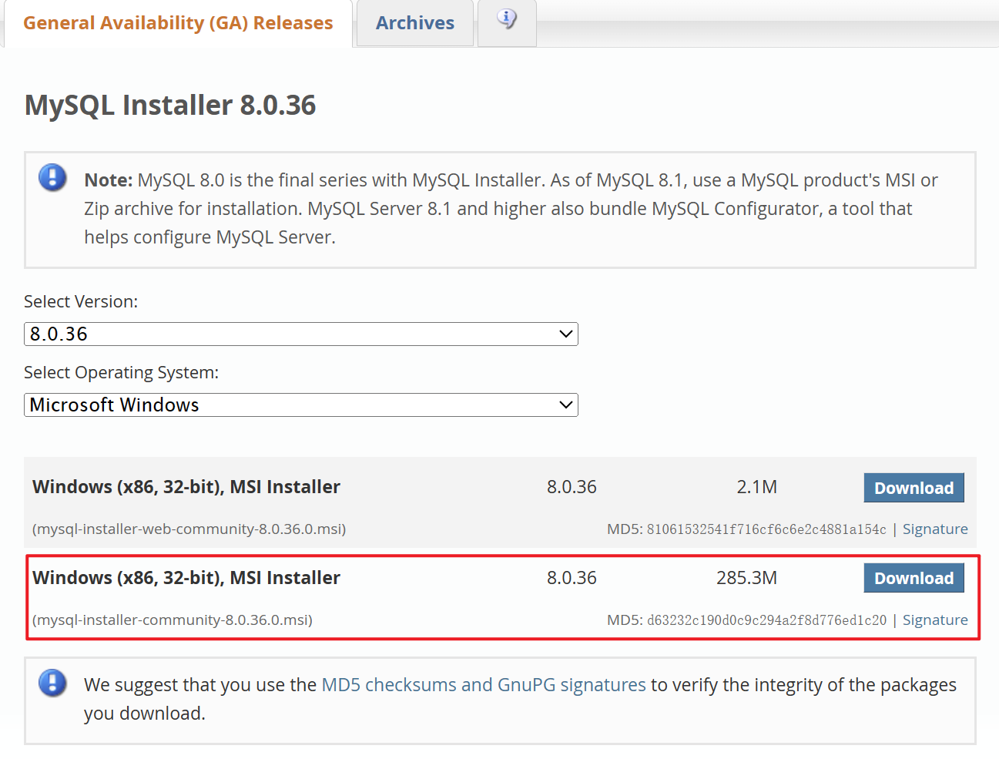 General Availability (GA) Releases
Archives
MySQL Installer 8.0.36
Note: MySQL 8.0 is the final series with MySQL Installer. As of MySQL 8.1, use a MySQL product's MSI or
Zip archive for installation. MySQL Server 8.1 and higher also bundle MySQL Configurator, a tool that
helps configure MySQL Server.
Select Version:
8.0.36
Select Operating System:
Microsoft Windows
Windows (x86, 32-bit), MSI Installer 8.0.36 2.1M Download
(mysql-installer-web-community-8.0.36.0.msi) MD5: 81061532541f716cf6c6e2c4881a154c | Signature
Windows (x86, 32-bit), MSI Installer 8.0.36 285.3M Download
(mysql-installer-community-8.0.36.0.msi) MD5: d63232c190d0c9c294a2f8d776ed1c20 | Signature
We suggest that you use the MD5 checksums and GnuPG signatures to verify the integrity of the packages
you download.